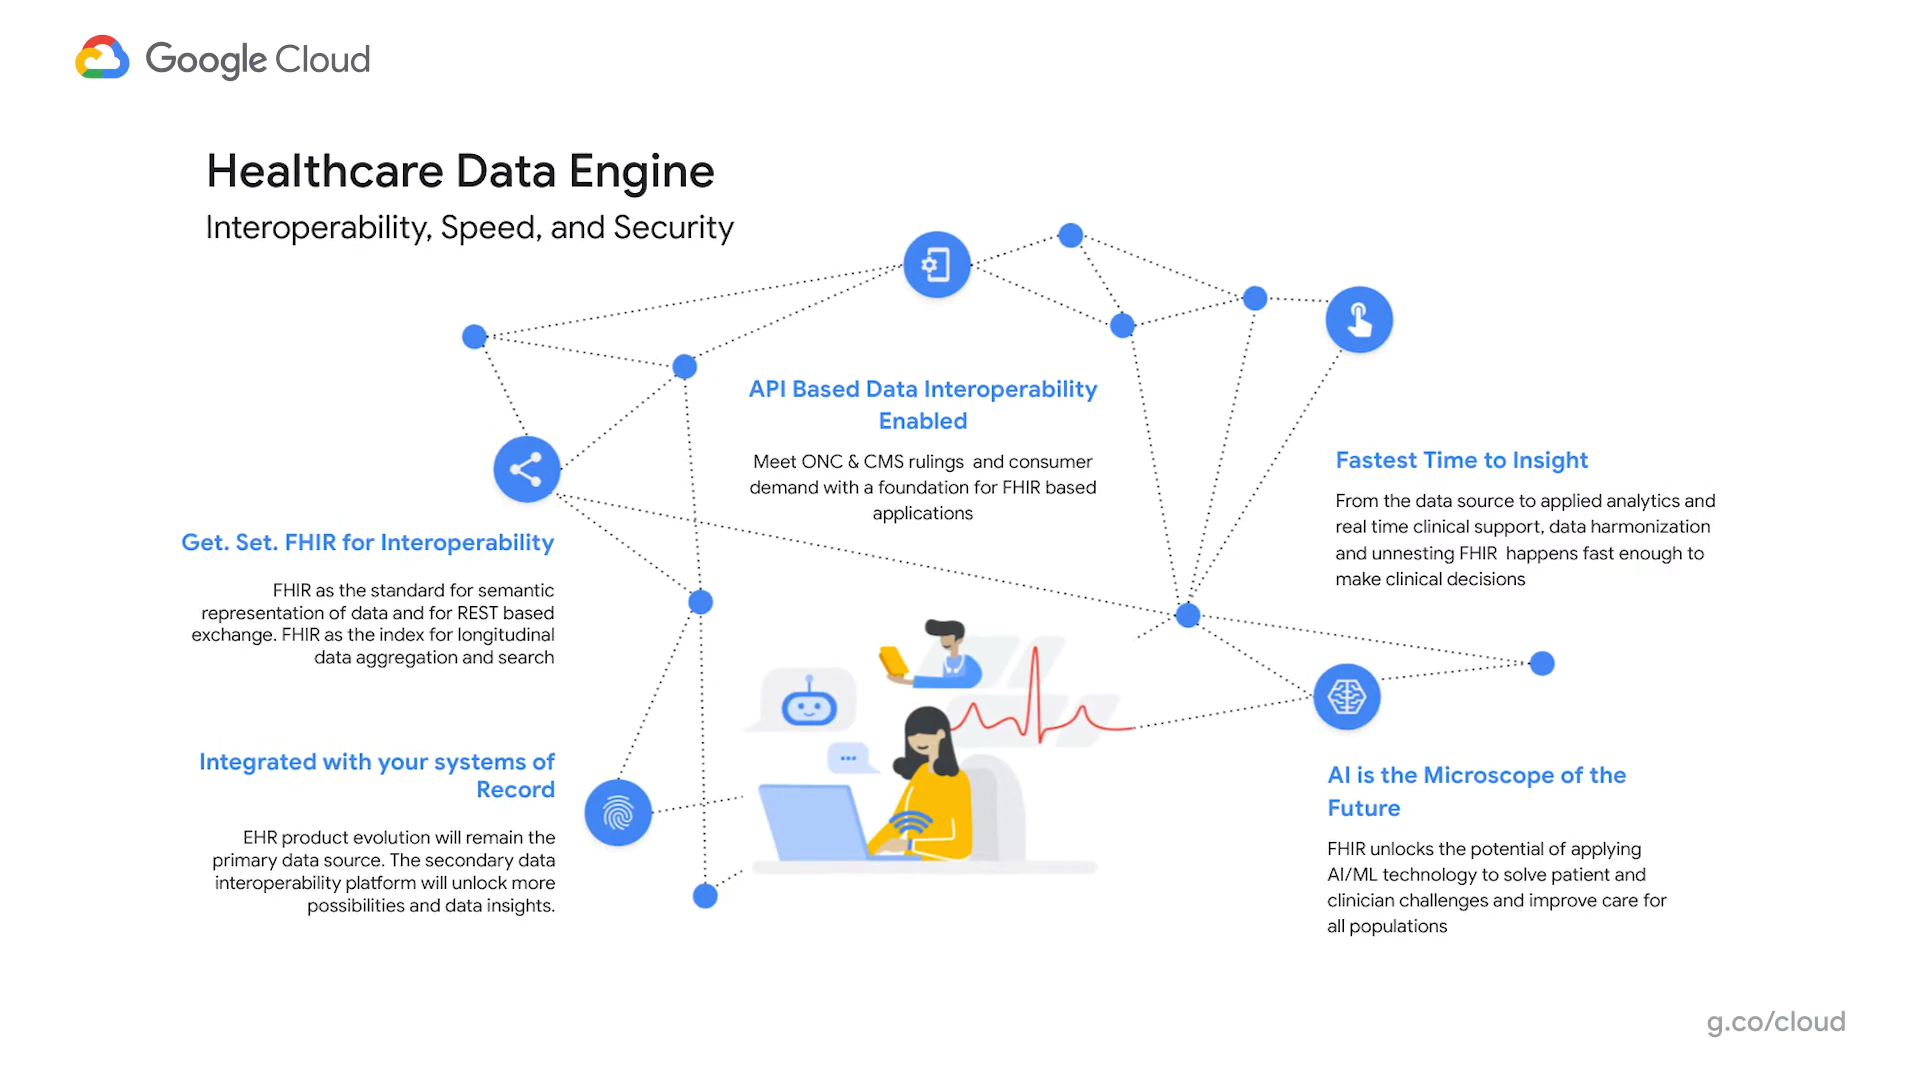 Google Cloud
Healthcare Data Engine
Interoperability, Speed, and Security
API Based Data Interoperability
Enabled
Meet ONC & CMS rulings and consumer
demand with a foundation for FHIR based
applications
Fastest Time to Insight
From the data source to applied analytics and
real time clinical support, data harmonization
and unnesting FHIR happens fast enough to
make clinical decisions
Get. Set. FHIR for Interoperability
FHIR as the standard for semantic
representation of data and for REST based
exchange. FHIR as the index for longitudinal
data aggregation and search
Integrated with your systems of
Record
EHR product evolution will remain the
primary data source. The secondary data
interoperability platform will unlock more
possibilities and data insights.
AI is the Microscope of the
Future
FHIR unlocks the potential of applying
AI/ML technology to solve patient and
clinician challenges and improve care for
all populations
g.co/cloud